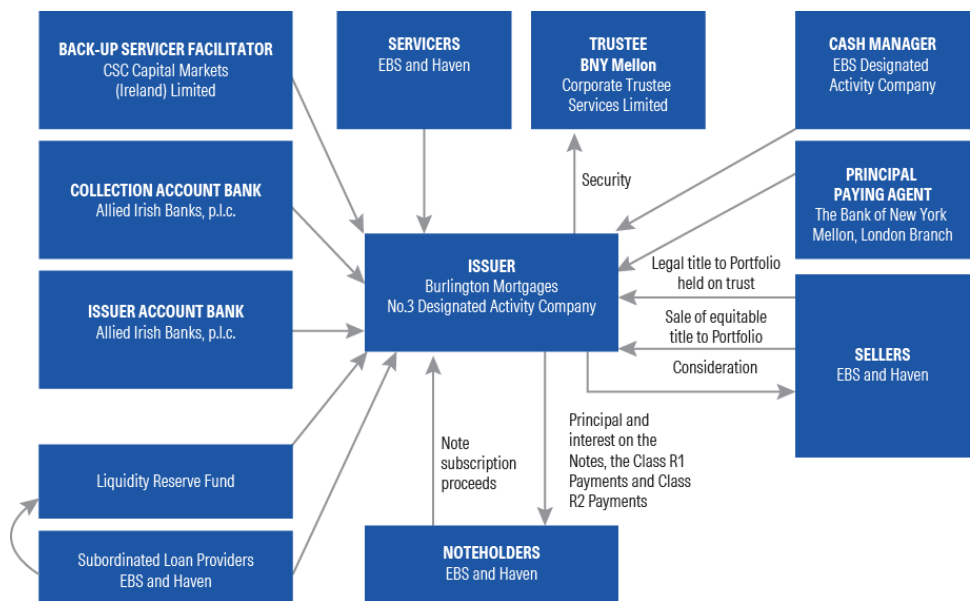 BACK-UP SERVICER FACILITATOR
CSC Capital Markets
(Ireland) Limited
SERVICERS
EBS and Haven
TRUSTEE
BNY Mellon
Corporate Trustee
Services Limited
CASH MANAGER
EBS Designated
Activity Company
COLLECTION ACCOUNT BANK
Allied Irish Banks, p.l.c.
Security
PRINCIPAL
PAYING AGENT
The Bank of New York
Mellon, London Branch
ISSUER
Burlington Mortgages
No.3 Designated Activity Company
Legal title to Portfolio
held on trust
ISSUER ACCOUNT BANK
Allied Irish Banks, p.l.c.
Sale of equitable
title to Portfolio
Consideration
SELLERS
EBS and Haven
Note
subscription
proceeds
Principal and
interest on the
Notes, the Class R1
Payments and Class
R2 Payments
Liquidity Reserve Fund
Subordinated Loan Providers
EBS and Haven
NOTEHOLDERS
EBS and Haven